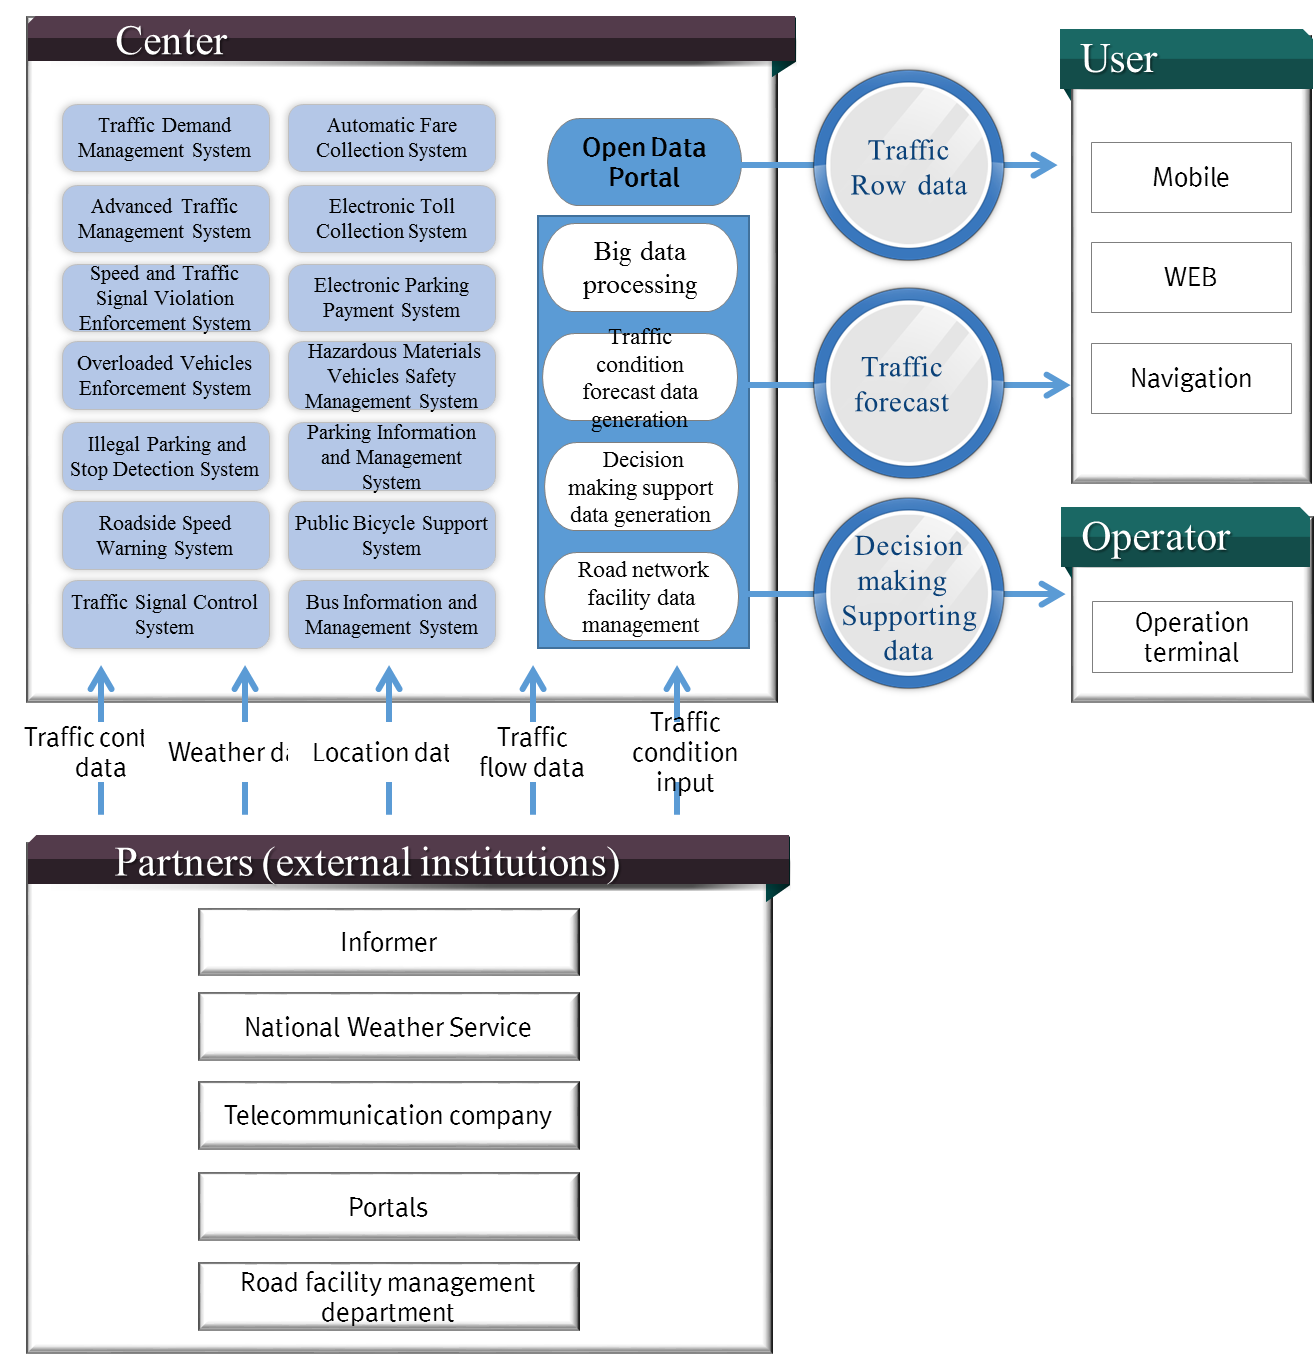 Center
Traffic Demand
Management System
Advanced Traffic
Management System
Speed and Traffic
Signal Violation
Enforcement System
Overloaded Vehicles
Enforcement System
Illegal Parking and
Stop Detection System
Roadside Speed
Warning System
Traffic Signal Control
System
Automatic Fare
Collection System
Electronic Toll
Collection System
Electronic Parking
Payment System
Hazardous Materials
Vehicles Safety
Management System
Parking Information
and Management
System
Public Bicycle Support
System
Bus Information and
Management System
Open Data
Portal
Big data
processing
Traffic
condition
forecast data
generation
Decision
making support
data generation
Road network
facility data
management
Traffic
Row data
Traffic
forecast
Decision
making
Supporting
data
User
Mobile
WEB
Navigation
Operator
Operation
terminal
Traffic cont
data
Weather da
Location dat
Traffic
flow data
Traffic
condition
input
Partners (external institutions)
Informer
National Weather Service
Telecommunication company
Portals
Road facility management
department